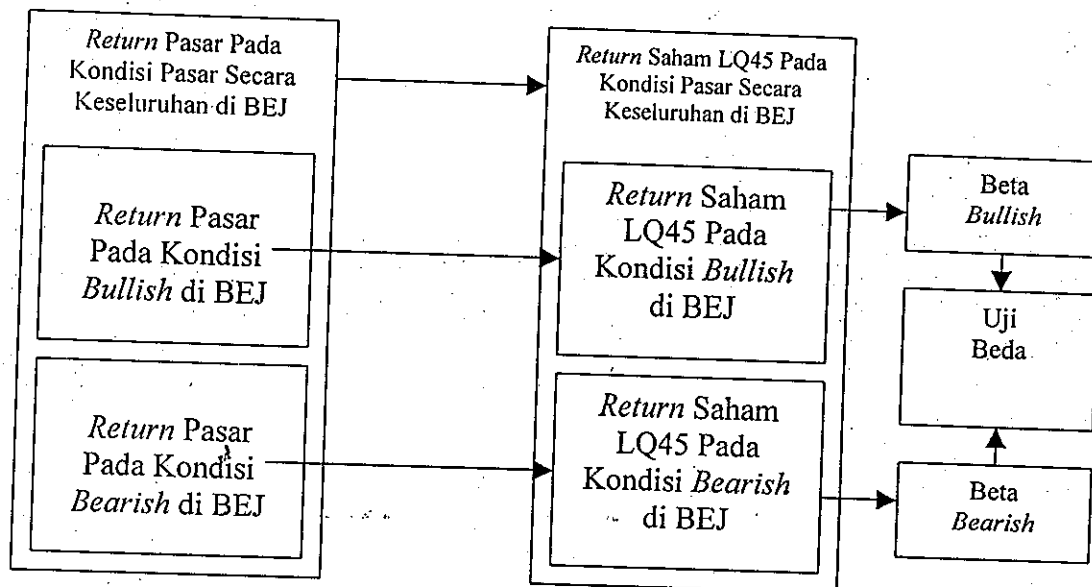 Return Pasar Pada
Kondisi Pasar Secara
Keseluruhan di BEJ
Return Pasar
Pada Kondisi
Bullish di BEJ
Return Pasar
Pada Kondisi
Bearish di BEJ
Return Saham LQ45 Pada
Kondisi Pasar Secara
Keseluruhan di BEJ
Return Saham
LQ45 Pada
Kondisi Bullish
di BEJ
Return Saham
LQ45 Pada
Kondisi Bearish
di BEJ
Beta
Bullish
Uji
Beda
Beta
Bearish